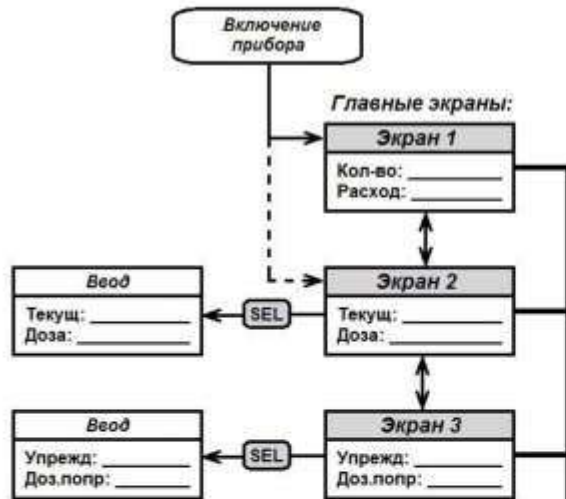 Включение
прибора
Главные экраны:
Экран 1
Кол-во:
Расход:
Ввод
Текущ:
Доза:
SEL
Экран 2
Текущ:
Доза:
Ввод
Упрежд:
Доз.попр:
SEL
Экран 3
Упрежд:
Доз.попр: